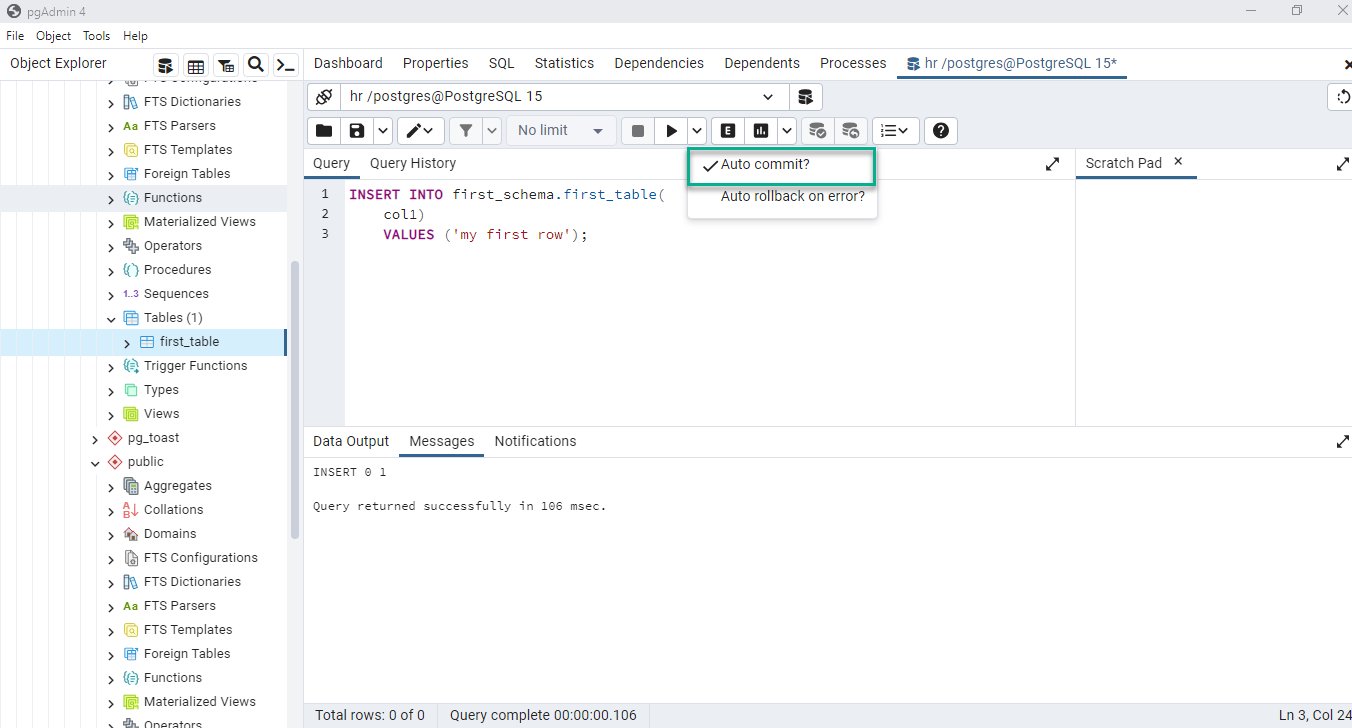 pgAdmin 4
File Object Tools Help
Object Explorer
FTS Configurations
FTS Dictionaries
Aa FTS Parsers
FTS Templates
Foreign Tables
Functions
Materialized Views
Operators
Procedures
1..3 Sequences
Tables (1)
first_table
Trigger Functions
Types
Views
pg_toast
public
Aggregates
Collations
Domains
FTS Configurations
FTS Dictionaries
Aa FTS Parsers
FTS Templates
Foreign Tables
Functions
Materialized Views
Operators
Dashboard Properties SQL Statistics Dependencies Dependents Processes hr /postgres@PostgreSQL 15*
hr /postgres@PostgreSQL 15
No limit
E
Auto commit?
Auto rollback on error?
Query Query History
1 INSERT INTO first_schema.first_table(
2 col1)
3 VALUES ('my first row');
Scratch Pad
Data Output Messages Notifications
INSERT 0 1
Query returned successfully in 106 msec.
Total rows: 0 of 0 Query complete 00:00:00.106 Ln 3, Col 24